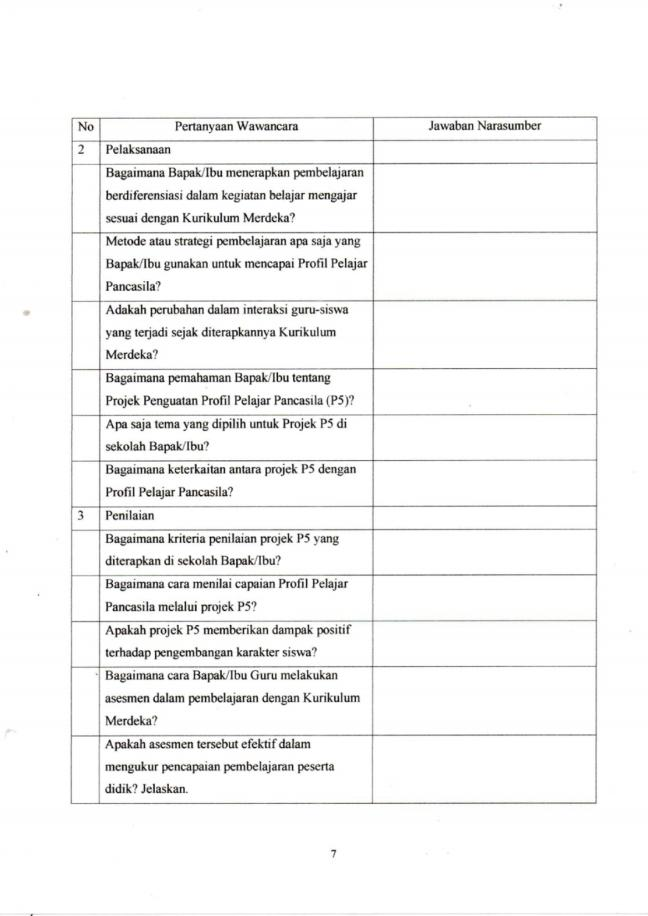 No Pertanyaan Wawancara Jawaban Narasumber
2 Pelaksanaan
Bagaimana Bapak/Ibu menerapkan pembelajaran
berdiferensiasi dalam kegiatan belajar mengajar
sesuai dengan Kurikulum Merdeka?
Metode atau strategi pembelajaran apa saja yang
Bapak/Ibu gunakan untuk mencapai Profil Pelajar
Pancasila?
Adakah perubahan dalam interaksi guru-siswa
yang terjadi sejak diterapkannya Kurikulum
Merdeka?
Bagaimana pemahaman Bapak/Ibu tentang
Projek Penguatan Profil Pelajar Pancasila (P5)?
Apa saja tema yang dipilih untuk Projek P5 di
sekolah Bapak/Ibu?
Bagaimana keterkaitan antara projek P5 dengan
Profil Pelajar Pancasila?
3 Penilaian
Bagaimana kriteria penilaian projek P5 yang
diterapkan di sekolah Bapak/Ibu?
Bagaimana cara menilai capaian Profil Pelajar
Pancasila melalui projek P5?
Apakah projek P5 memberikan dampak positif
terhadap pengembangan karakter siswa?
Bagaimana cara Bapak/Ibu Guru melakukan
asesmen dalam pembelajaran dengan Kurikulum
Merdeka?
Apakah asesmen tersebut efektif dalam
mengukur pencapaian pembelajaran peserta
didik? Jelaskan.
7